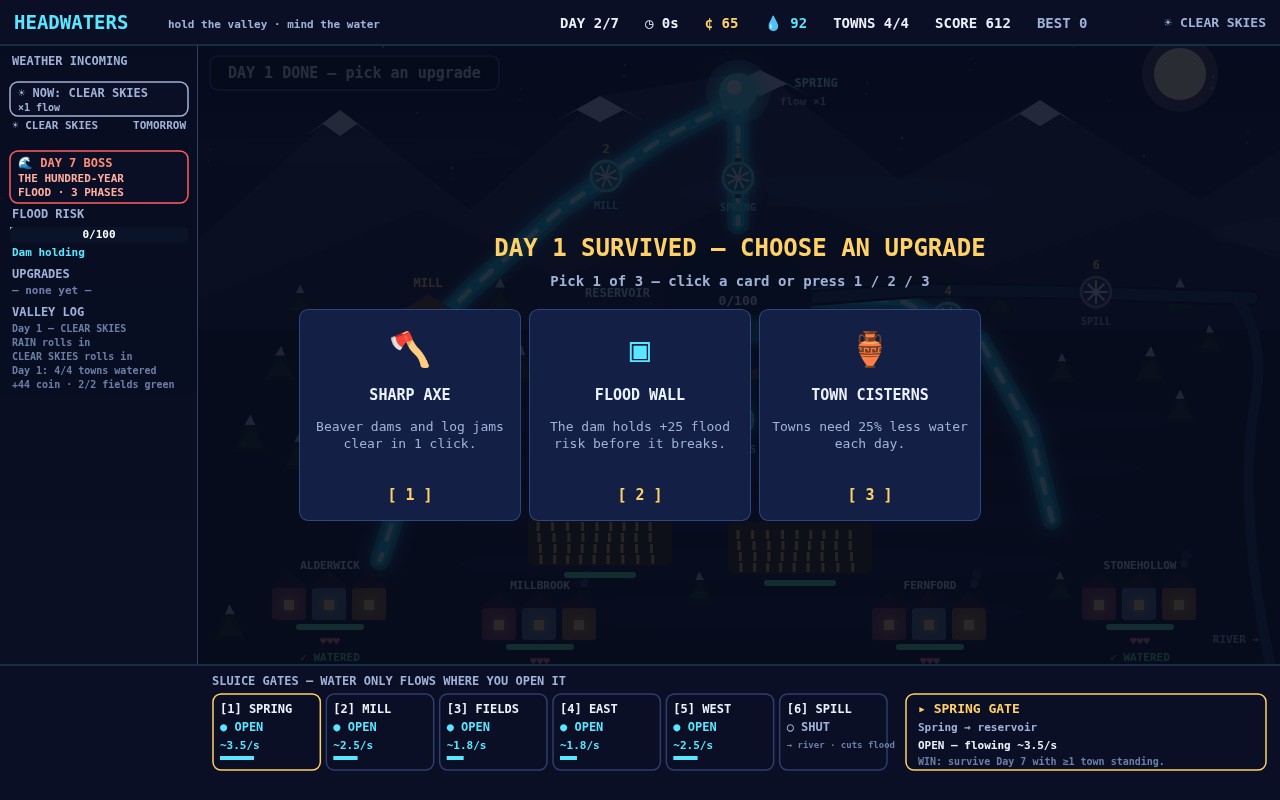 HEADWATERS
hold the valley · mind the water
DAY 2/7
◷ 0s
₵ 65
💧 92
TOWNS 4/4
SCORE 612
BEST 0
☀ CLEAR SKIES
WEATHER INCOMING
☀ NOW: CLEAR SKIES
×1 flow
☀ CLEAR SKIES TOMORROW
🌊 DAY 7 BOSS
THE HUNDRED-YEAR
FLOOD · 3 PHASES
FLOOD RISK
0/100
Dam holding
UPGRADES
— none yet —
VALLEY LOG
Day 1 — CLEAR SKIES
RAIN rolls in
CLEAR SKIES rolls in
Day 1: 4/4 towns watered
+44 coin · 2/2 fields green
DAY 1 DONE — pick an upgrade
SPRING
flow ×1
2
MILL
SPRING
MILL
RESERVOIR
0/100
4
6
SPILL
DAY 1 SURVIVED — CHOOSE AN UPGRADE
Pick 1 of 3 — click a card or press 1 / 2 / 3
SHARP AXE
Beaver dams and log jams
clear in 1 click.
[ 1 ]
FLOOD WALL
The dam holds +25 flood
risk before it breaks.
[ 2 ]
TOWN CISTERNS
Towns need 25% less water
each day.
[ 3 ]
ALDERWICK
✓ WATERED
MILLBROOK
FERNFORD
STONEHOLLOW
✓ WATERED
RIVER →
SLUICE GATES — WATER ONLY FLOWS WHERE YOU OPEN IT
[1] SPRING
● OPEN
~3.5/s
[2] MILL
● OPEN
~2.5/s
[3] FIELDS
● OPEN
~1.8/s
[4] EAST
● OPEN
~1.8/s
[5] WEST
● OPEN
~2.5/s
[6] SPILL
○ SHUT
→ river · cuts flood
▸ SPRING GATE
Spring → reservoir
OPEN — flowing ~3.5/s
WIN: survive Day 7 with ≥1 town standing.